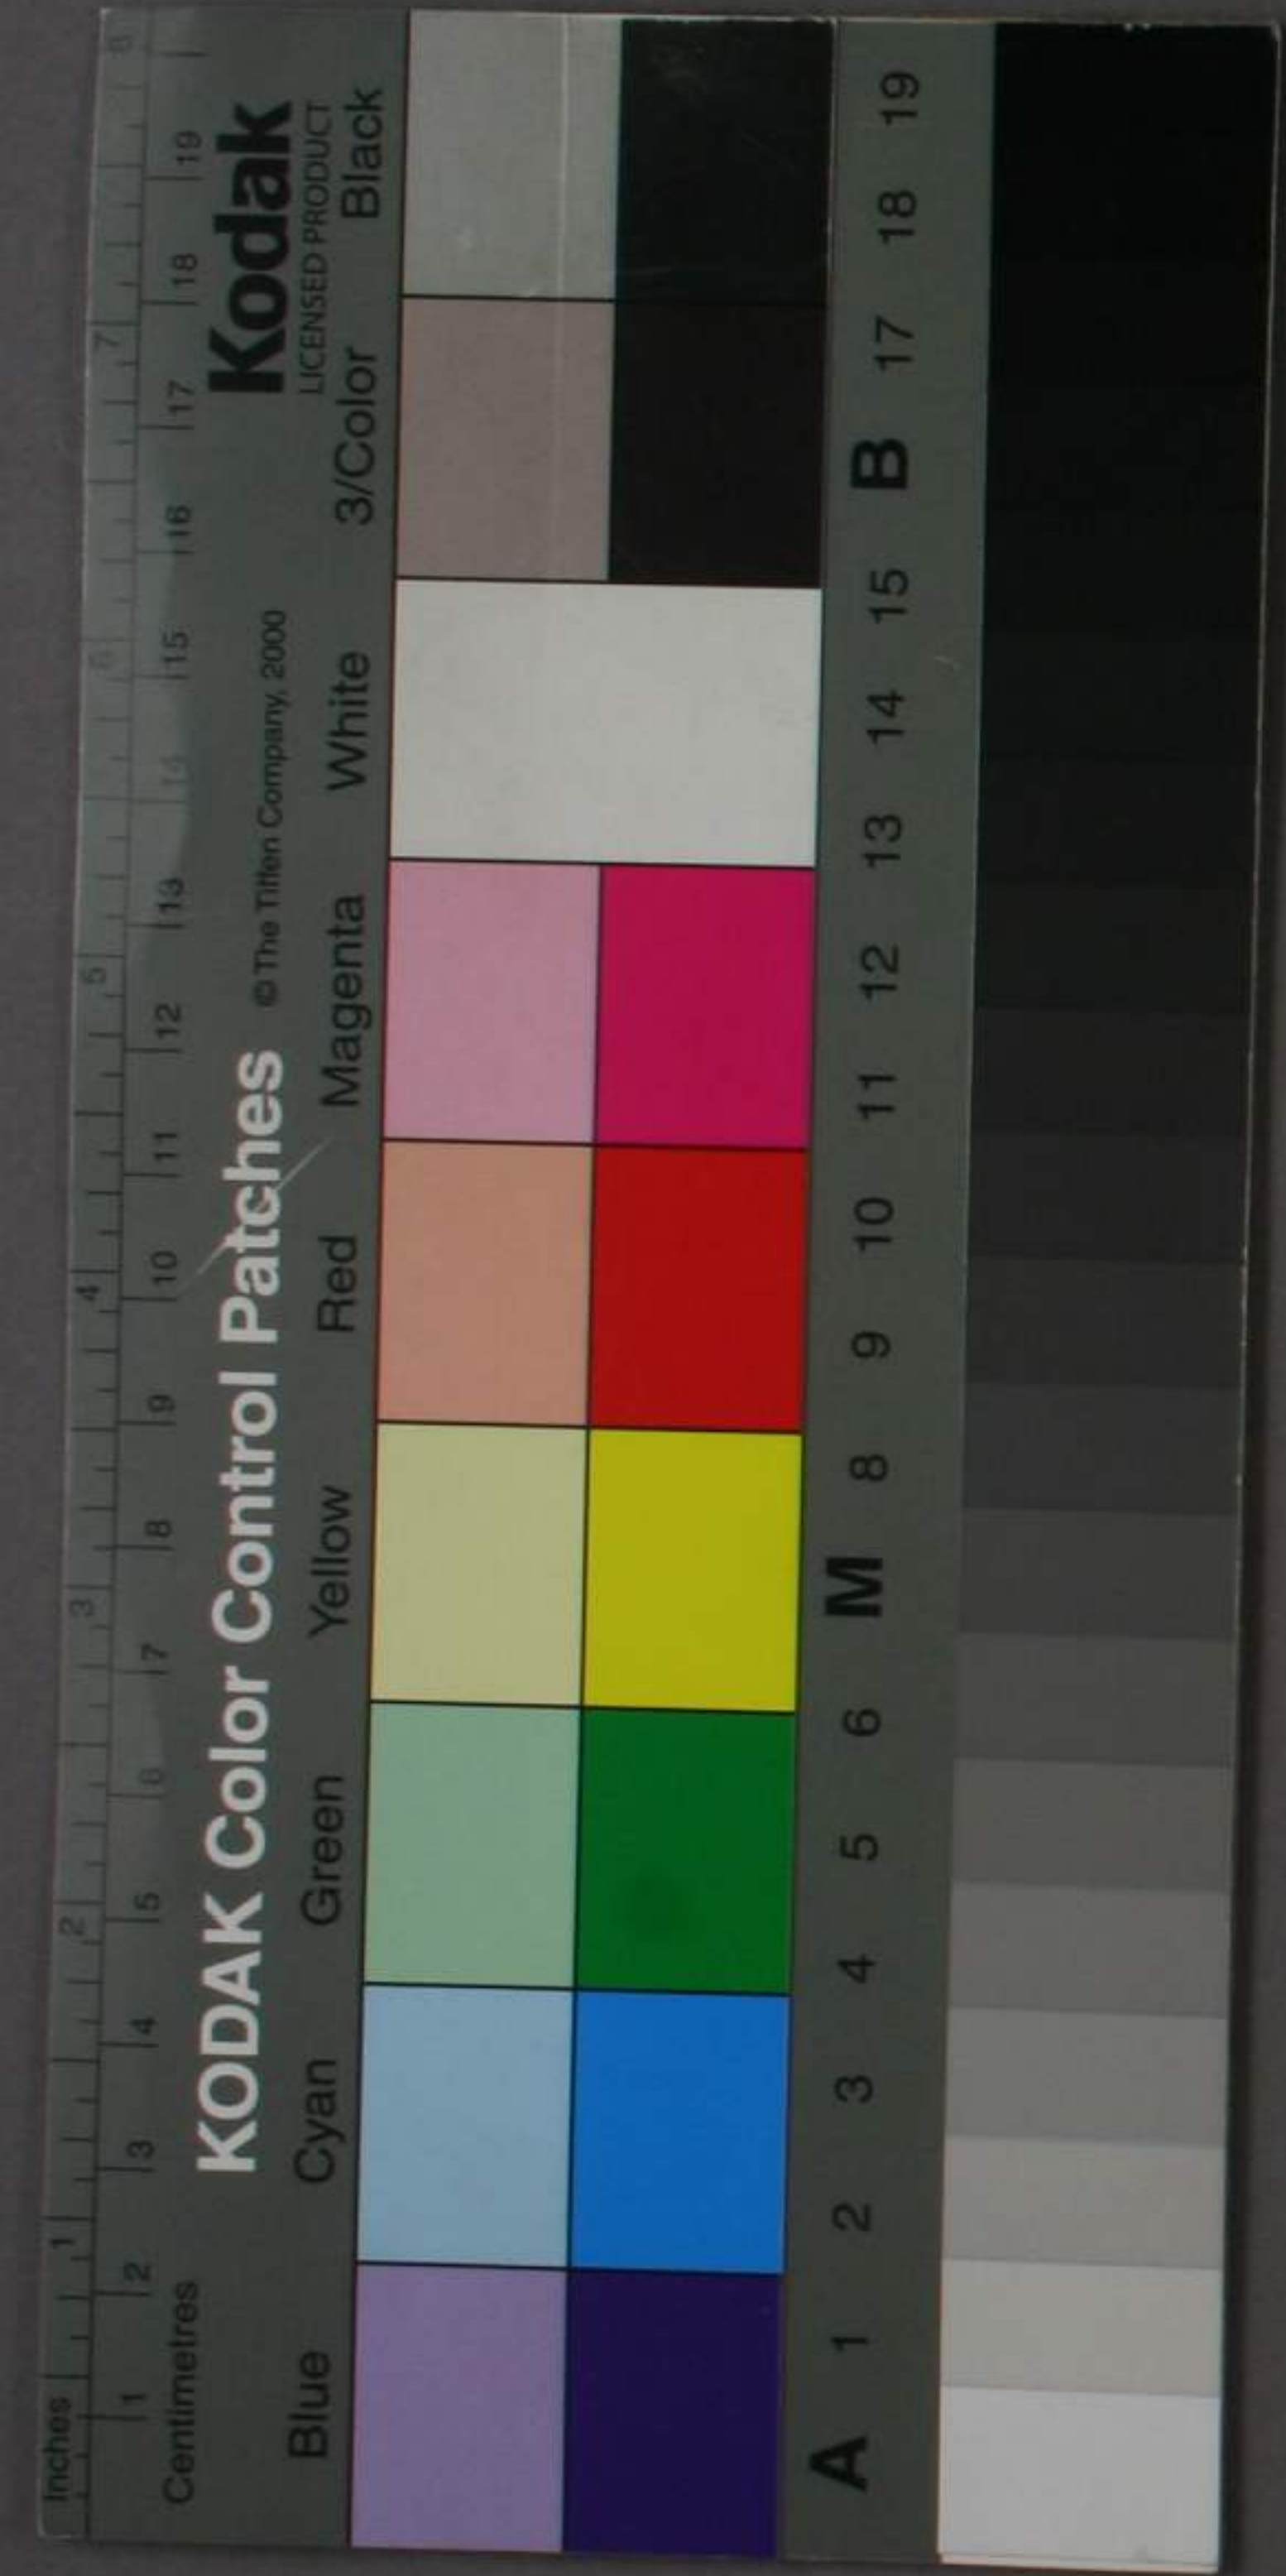 Inches 1 2 3 4 5 6 7 8
Centimetres 1 2 3 4 5 6 7 8 9 10 11 12 13 14 15 16 17 18 19
KODAK Color Control Patches © The Tiffen Company, 2000 Kodak
LICENSED PRODUCT
Blue Cyan Green Yellow Red Magenta White 3/Color Black
A 1 2 3 4 5 6 M 8 9 10 11 12 13 14 15 B 17 18 19